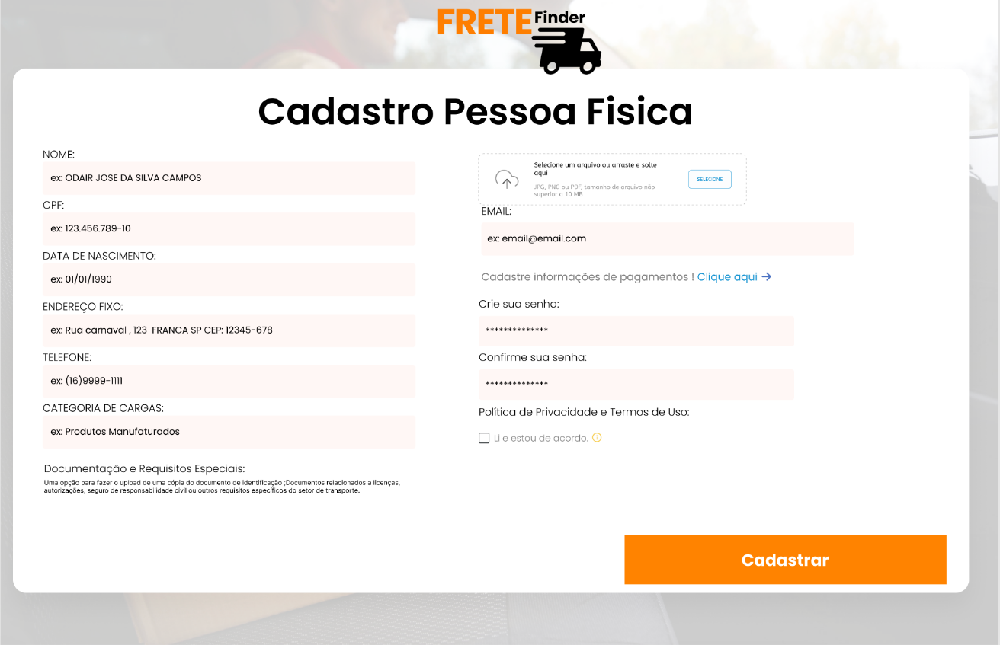 FRETE Finder
Cadastro Pessoa Fisica
NOME:
ex: ODAIR JOSE DA SILVA CAMPOS
CPF:
ex: 123.456.789-10
DATA DE NASCIMENTO:
ex: 01/01/1990
ENDEREÇO FIXO:
ex: Rua carnaval , 123  FRANCA SP CEP: 12345-678
TELEFONE:
ex: (16)9999-1111
CATEGORIA DE CARGAS:
ex: Produtos Manufaturados
Documentação e Requisitos Especiais:
Uma opção para fazer o upload de uma cópia do documento de identificação ;Documentos relacionados a licenças,
autorizações, seguro de responsabilidade civil ou outros requisitos específicos do setor de transporte.
Selecione um arquivo ou arraste e solte
aqui
JPG, PNG ou PDF, tamanho de arquivo não
superior a 10 MB
SELECIONE
EMAIL:
ex: email@email.com
Cadastre informações de pagamentos ! Clique aqui →
Crie sua senha:
**************
Confirme sua senha:
**************
Política de Privacidade e Termos de Uso:
Li e estou de acordo.
Cadastrar